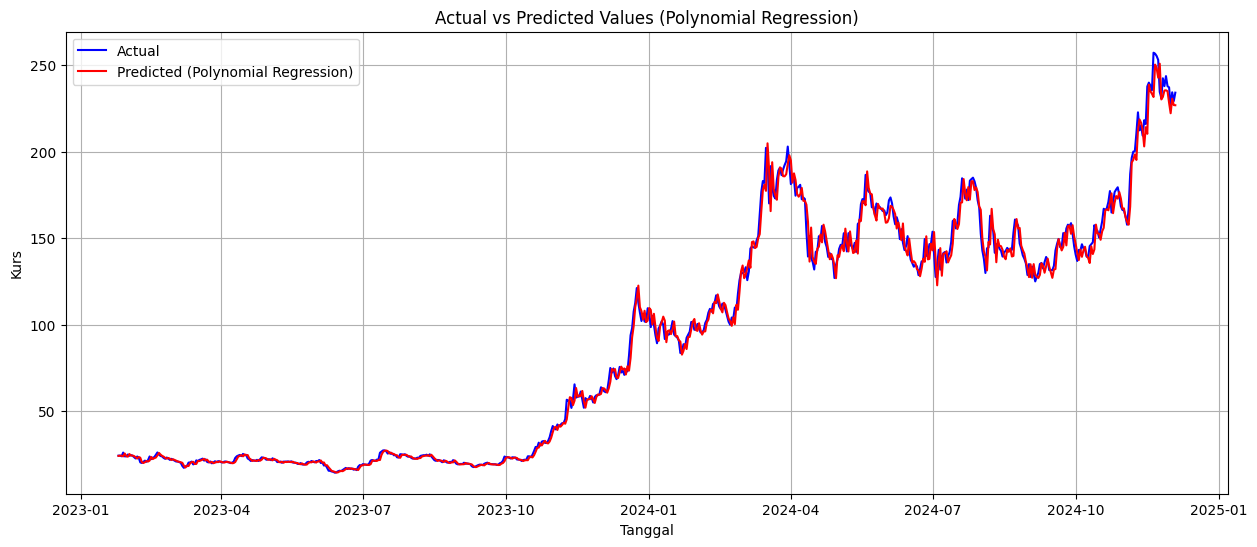 Actual vs Predicted Values (Polynomial Regression)
Actual
Predicted (Polynomial Regression)
250
200
150
100
50
Kurs
2023-01 2023-04 2023-07 2023-10 2024-01 2024-04 2024-07 2024-10 2025-01
Tanggal